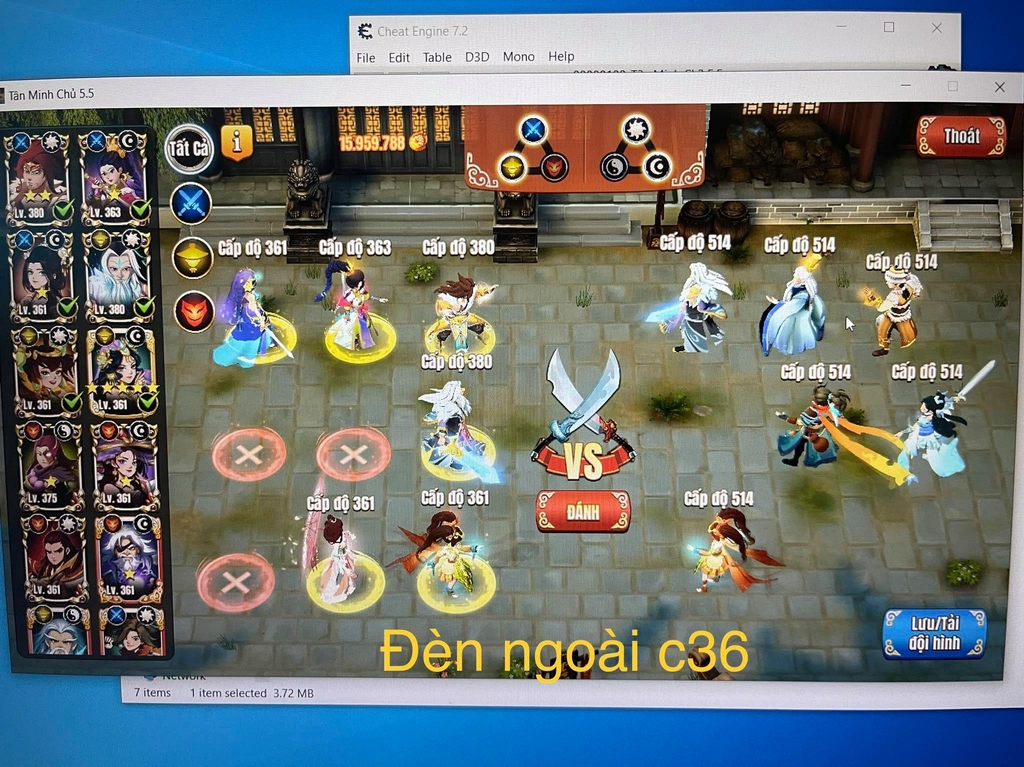 Cheat Engine 7.2
File Edit Table D3D Mono Help
Tân Minh Chủ 5.5
Tất Cả
i
15.959.788
Thoát
Lv. 380
Lv. 363
Lv. 361
Lv. 380
Lv. 361
Lv. 361
Lv. 375
Lv. 361
Lv. 361
Lv. 361
Cấp độ 361
Cấp độ 363
Cấp độ 380
Cấp độ 514
Cấp độ 514
Cấp độ 514
Cấp độ 380
Cấp độ 514
Cấp độ 514
VS
Cấp độ 361
Cấp độ 361
ĐÁNH
Cấp độ 514
Lưu/Tải
đội hình
Đèn ngoài c36
Network
7 items 1 item selected 3.72 MB